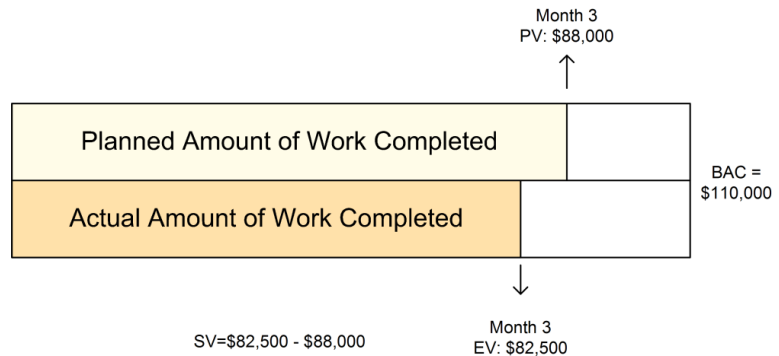 Month 3
PV: $88,000
Planned Amount of Work Completed
BAC =
$110,000
Actual Amount of Work Completed
SV=$82,500 - $88,000
Month 3
EV: $82,500